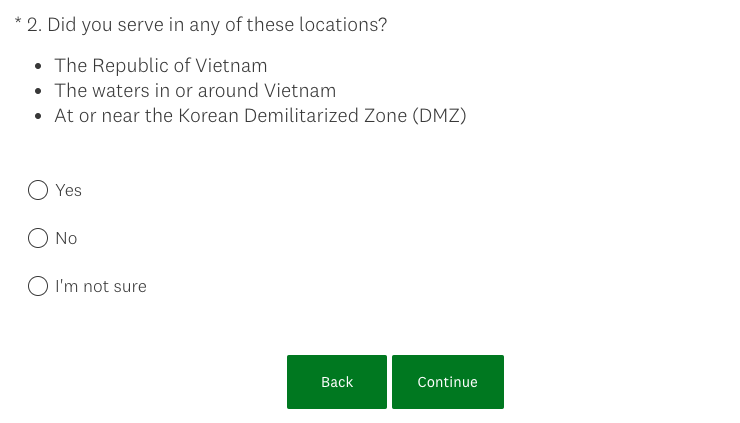 * 2. Did you serve in any of these locations?
• The Republic of Vietnam
• The waters in or around Vietnam
• At or near the Korean Demilitarized Zone (DMZ)
Yes
No
I'm not sure
Back Continue